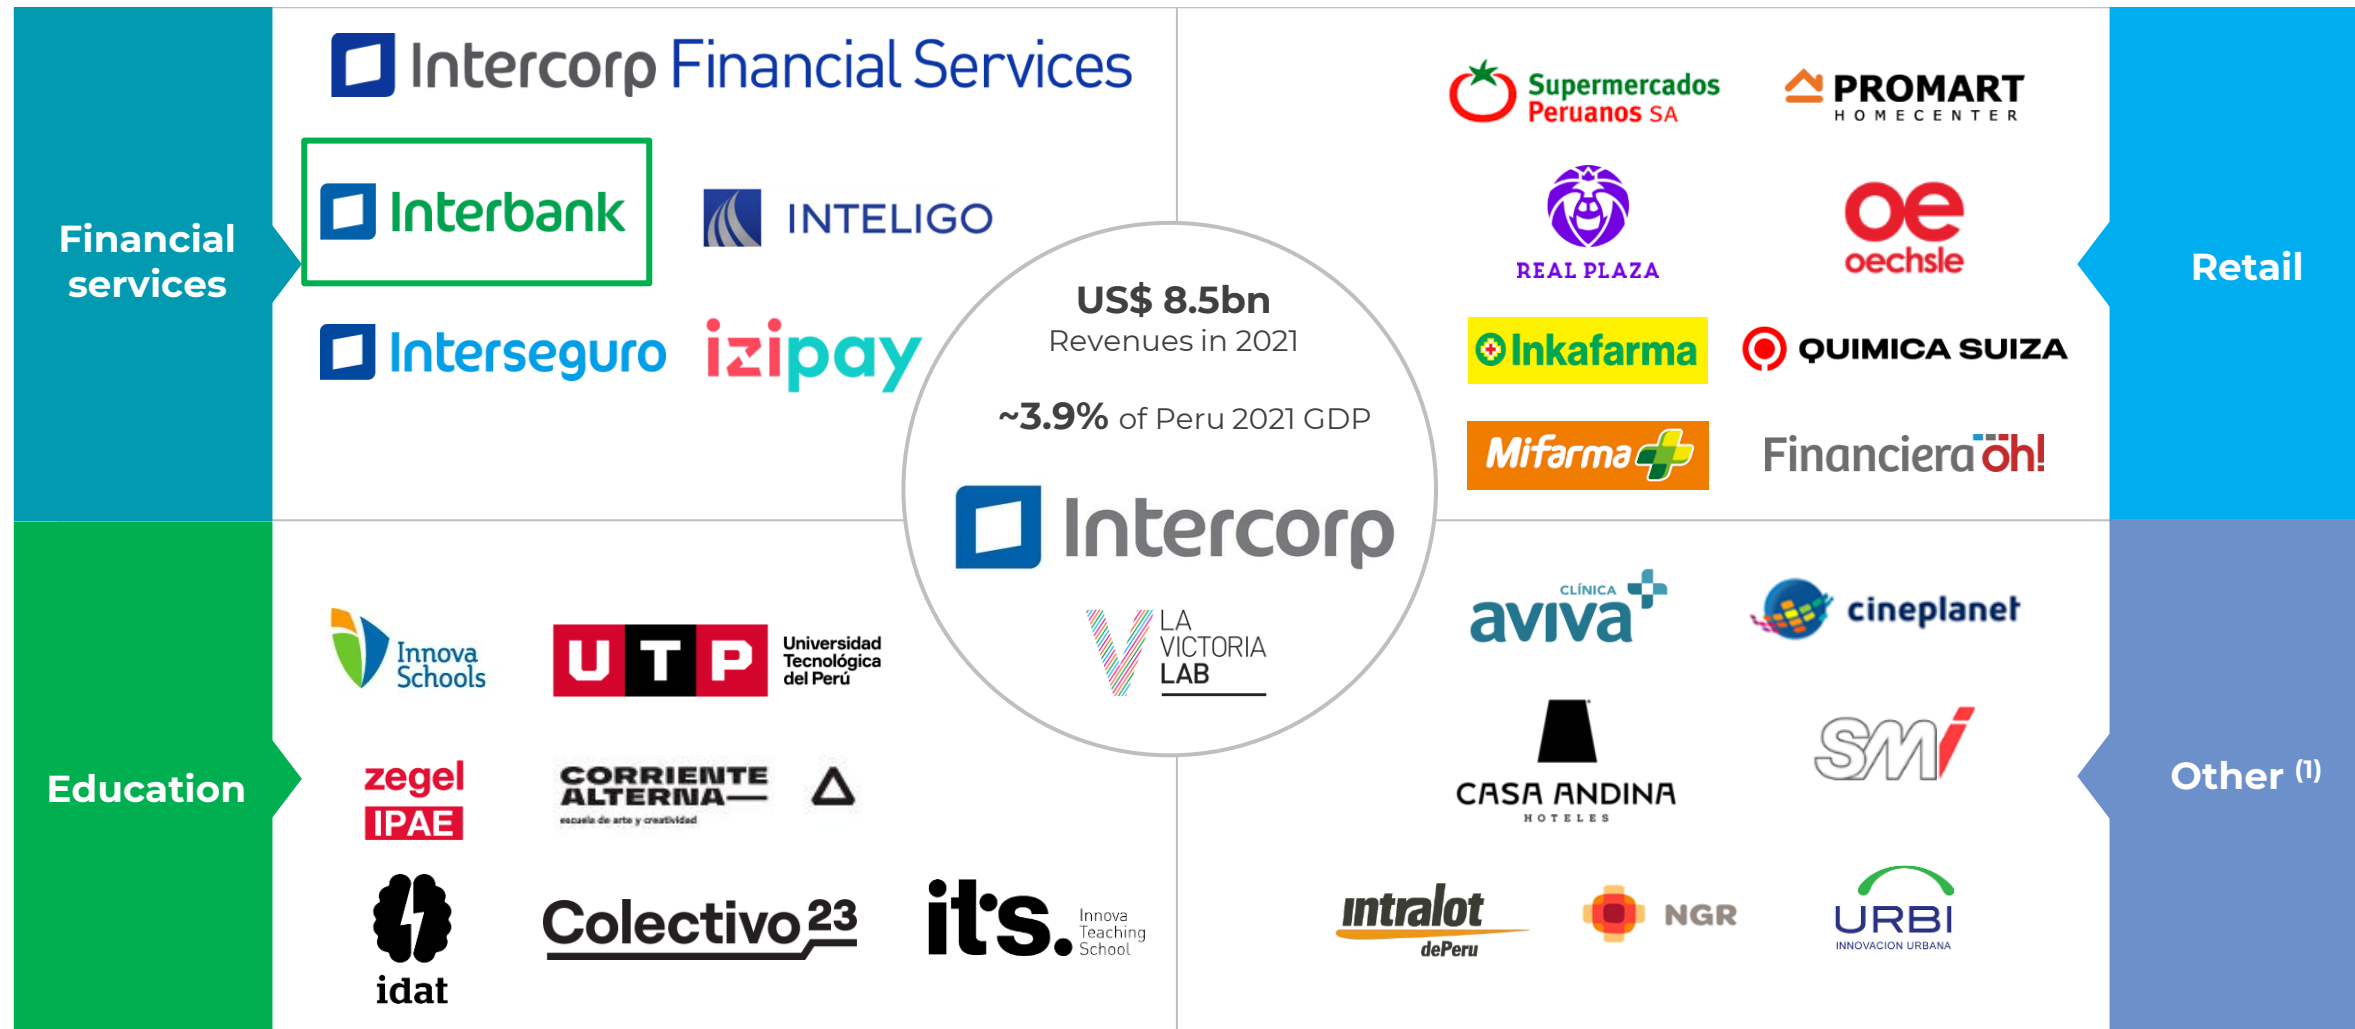 Financial
services
Intercorp Financial Services
Interbank
INTELIGO
Interseguro
izipay
US$ 8.5bn
Revenues in 2021
~3.9% of Peru 2021 GDP
Intercorp
LA
VICTORIA
LAB
Supermercados
Peruanos SA
PROMART
HOMECENTER
REAL PLAZA
oe
oechsle
Inkafarma
QUIMICA SUIZA
Mifarma
Financiera oh!
Retail
Education
Innova
Schools
UTP
Universidad
Tecnológica
del Perú
zegel
IPAE
CORRIENTE
ALTERNA
escuela de arte y creatividad
idat
Colectivo 23
it's.
Innova
Teaching
School
CLÍNICA
aviva
cineplanet
CASA ANDINA
HOTELES
SMi
intralot
dePeru
NGR
URBI
INNOVACION URBANA
Other (1)